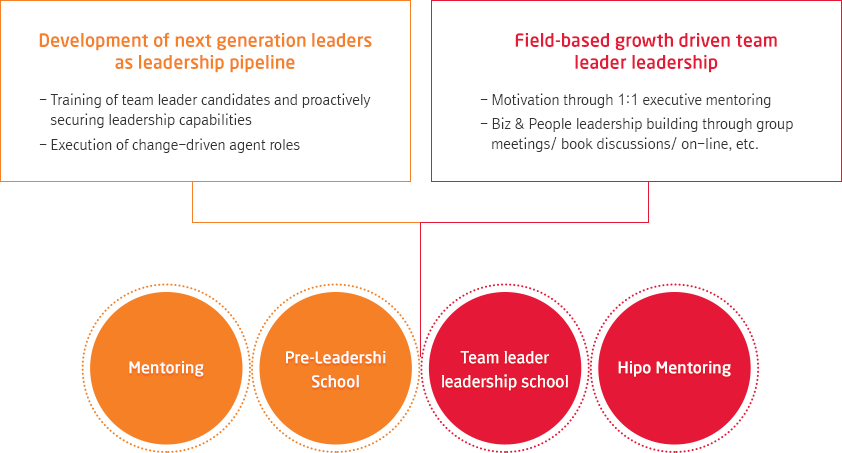 Development of next generation leaders
as leadership pipeline
- Training of team leader candidates and proactively
securing leadership capabilities
- Execution of change-driven agent roles
Field-based growth driven team
leader leadership
- Motivation through 1:1 executive mentoring
- Biz & People leadership building through group
meetings/ book discussions/ on-line, etc.
Mentoring
Pre-Leadershi
School
Team leader
leadership school
Hipo Mentoring